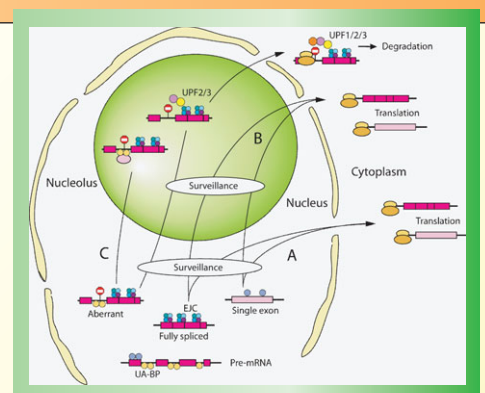 UPF1/2/3
Degradation
UPF2/3
B
Translation
Nucleolus
Surveillance
Cytoplasm
Nucleus
Translation
C
Surveillance
A
Aberrant
EJC
Single exon
Fully spliced
Pre-mRNA
UA-BP